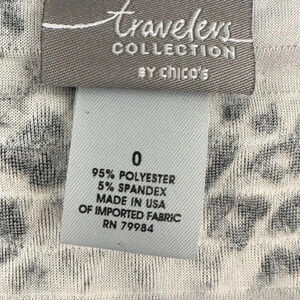 travelers
COLLECTION
BY chico's
0
95% POLYESTER
5% SPANDEX
MADE IN USA
OF IMPORTED FABRIC
RN 79984